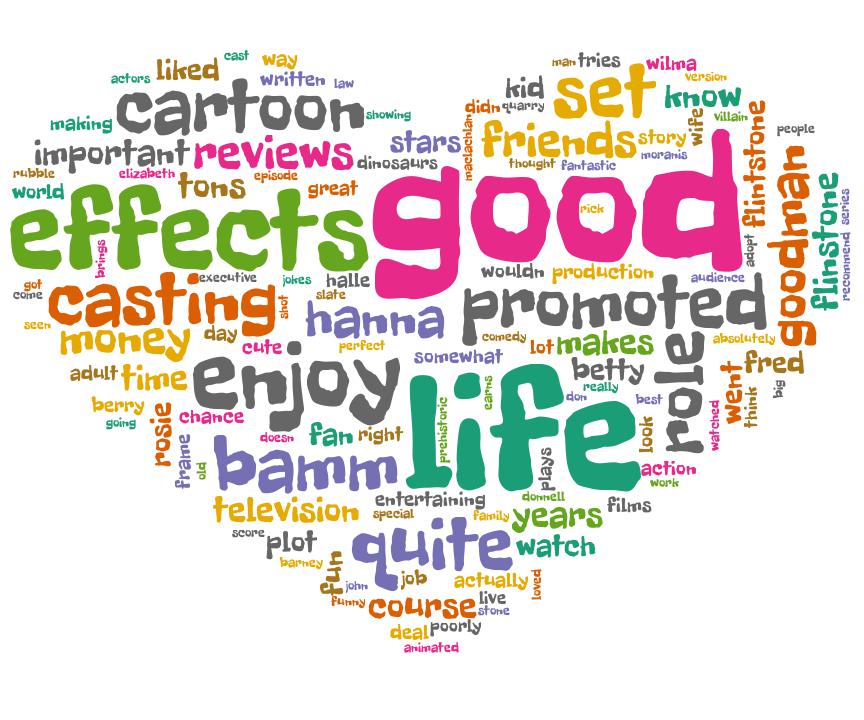 cast
way
man
tries
wilma
actors
liked
written
law
version
kid
set
know
cartoon
showing
didn
quarry
villain
making
stars
friends
story
wife
flintstone
people
important
reviews
dinosaurs
maclachlan
thought
fantastic
moranis
rubble
elizabeth
episode
world
tons
great
good
rick
goodman
flinstone
series
recommend
effects
brings
adopt
got
come
executive
jokes
halle
wouldn
production
audience
casting
shot
slate
hanna
promoted
seen
money
day
cute
perfect
somewhat
comedy
lot
makes
role
absolutely
adult
time
enjoy
betty
really
went
fred
think
big
berry
going
rosie
chance
life
prehistoric
earns
don
best
watched
look
frame
old
doesn
fan
right
bamm
plays
action
work
television
entertaining
special
donnell
family
years
films
score
plot
quite
watch
barney
fun
john
job
actually
loved
funny
course
live
stone
deal
poorly
animated